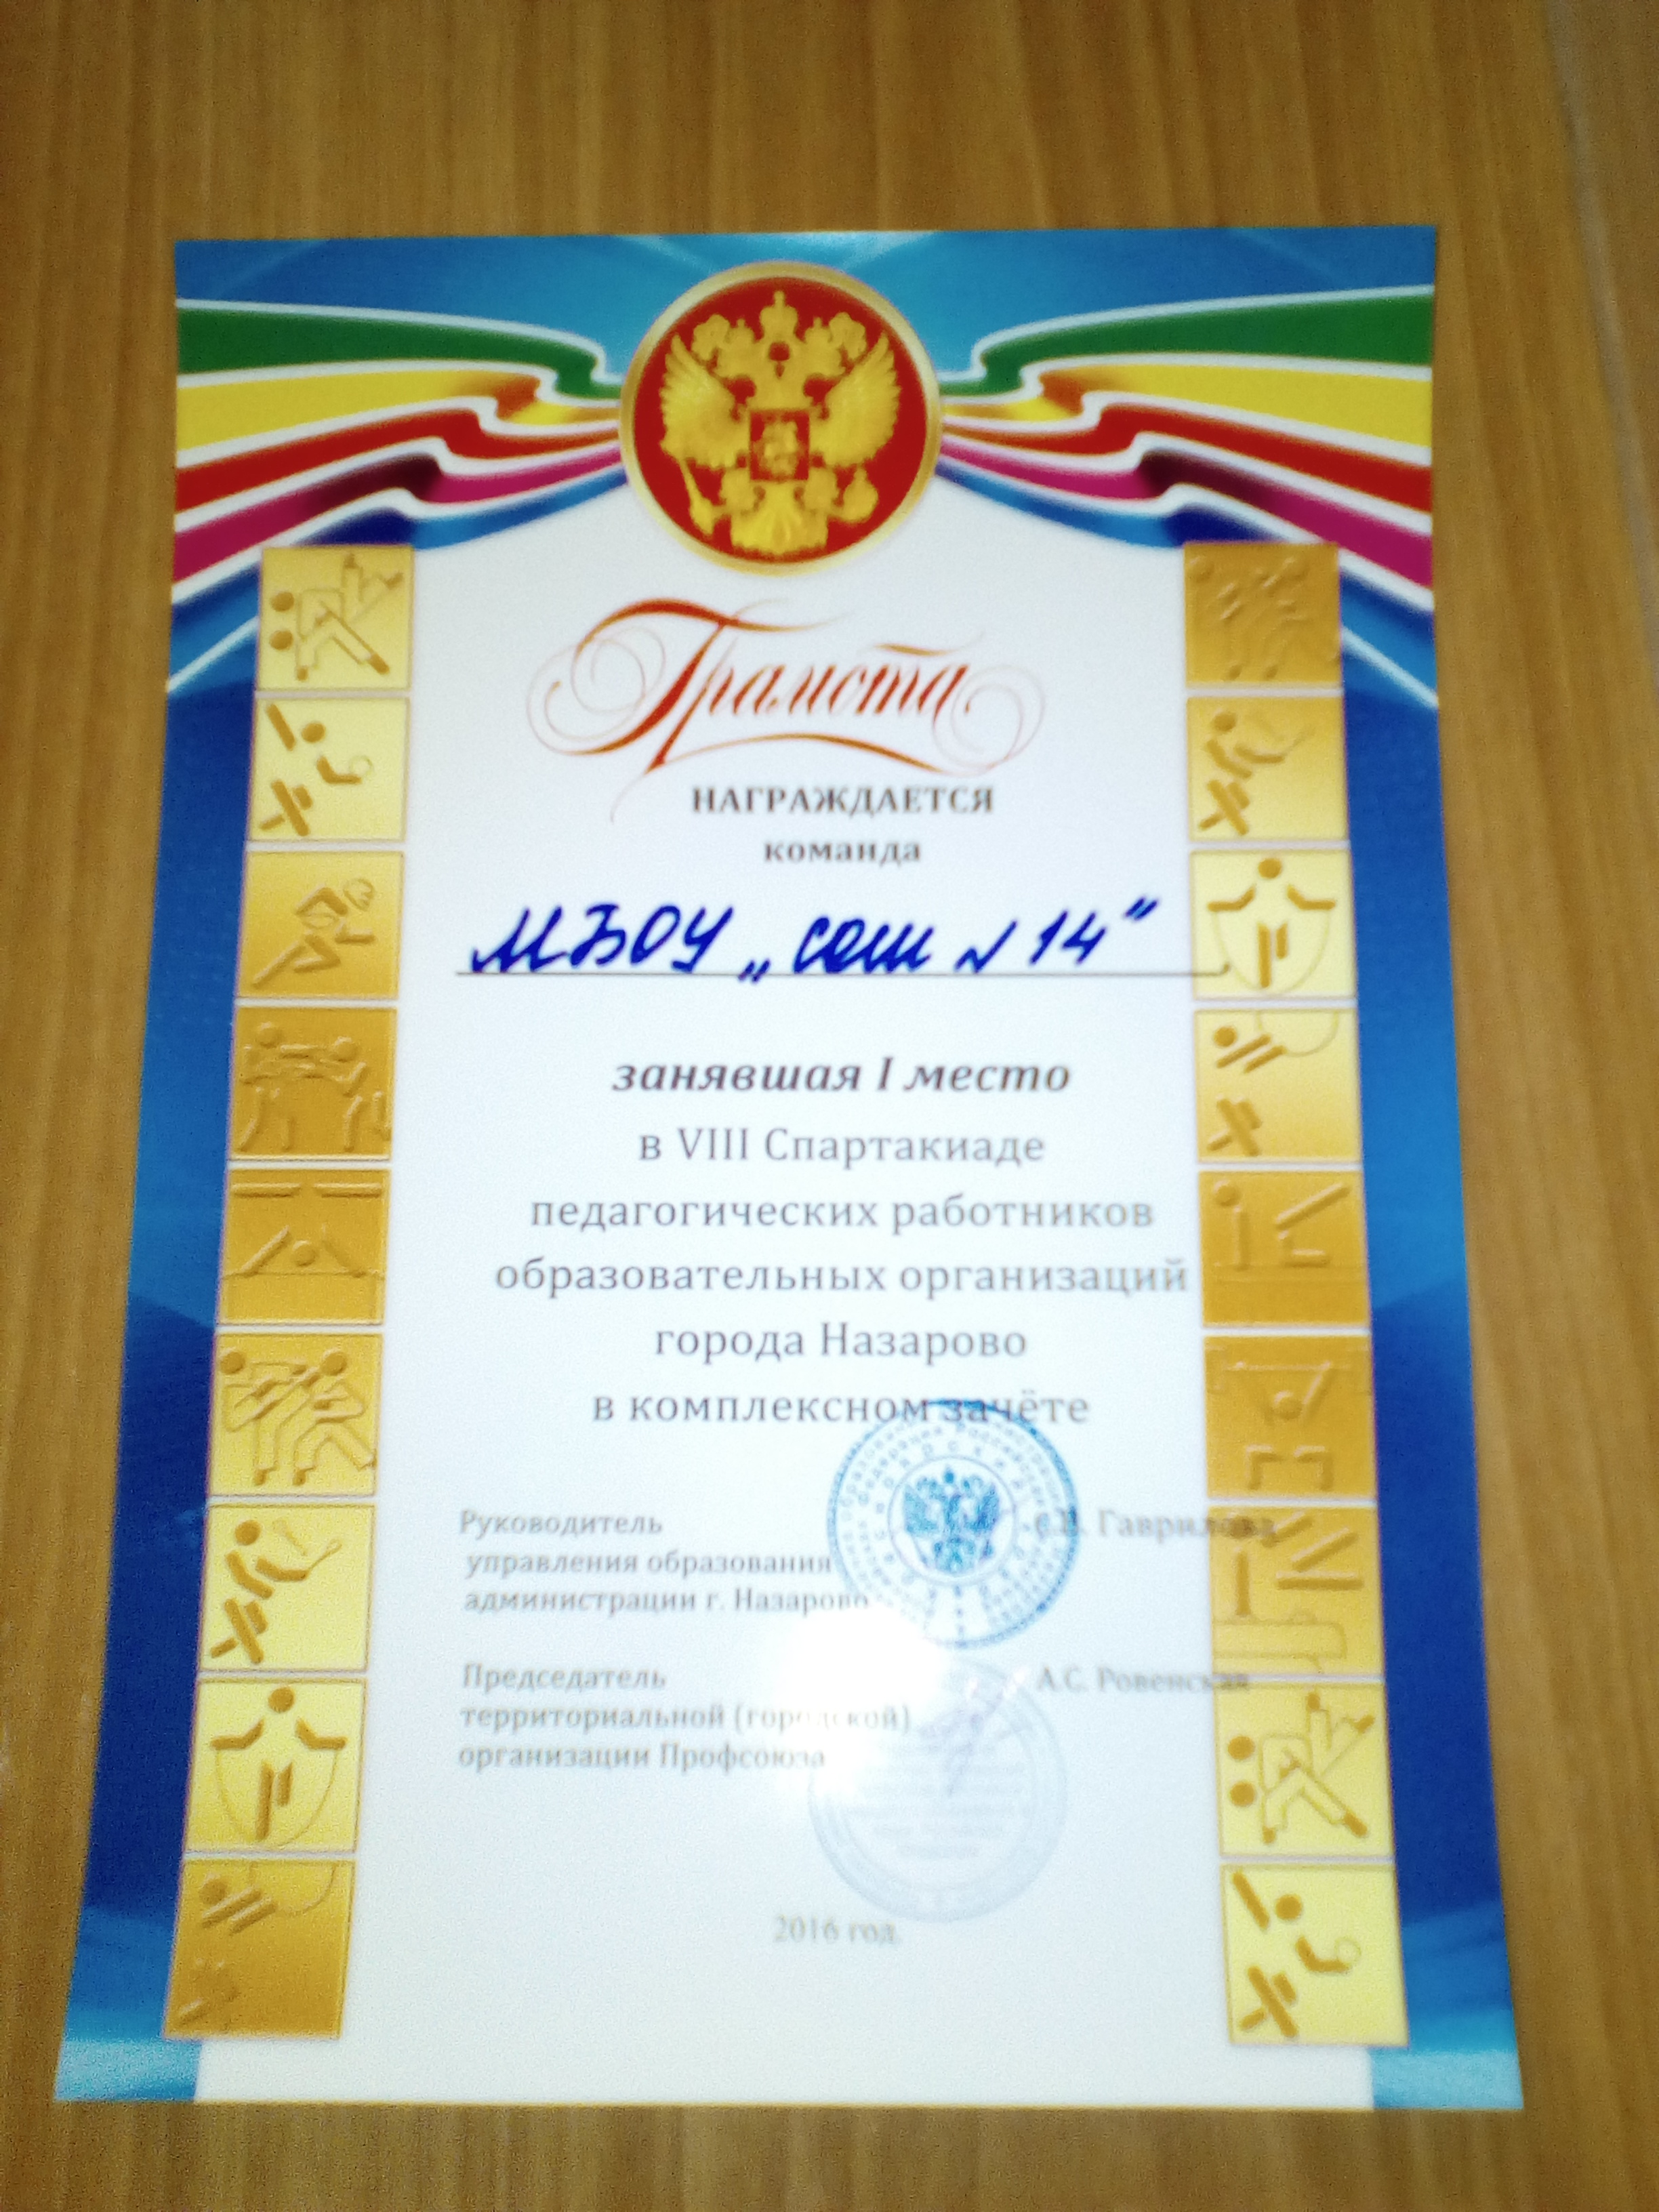 Грамота
НАГРАЖДАЕТСЯ
команда
МБОУ „сош N 14"
занявшая I место
в VIII Спартакиаде
педагогических работников
образовательных организаций
города Назарово
в комплексном зачёте
Руководитель
управления образования
администрации г. Назарово
Гаврилова
Председатель
территориальной (городской)
организации Профсоюза
А.С. Ровенская
2016 год.